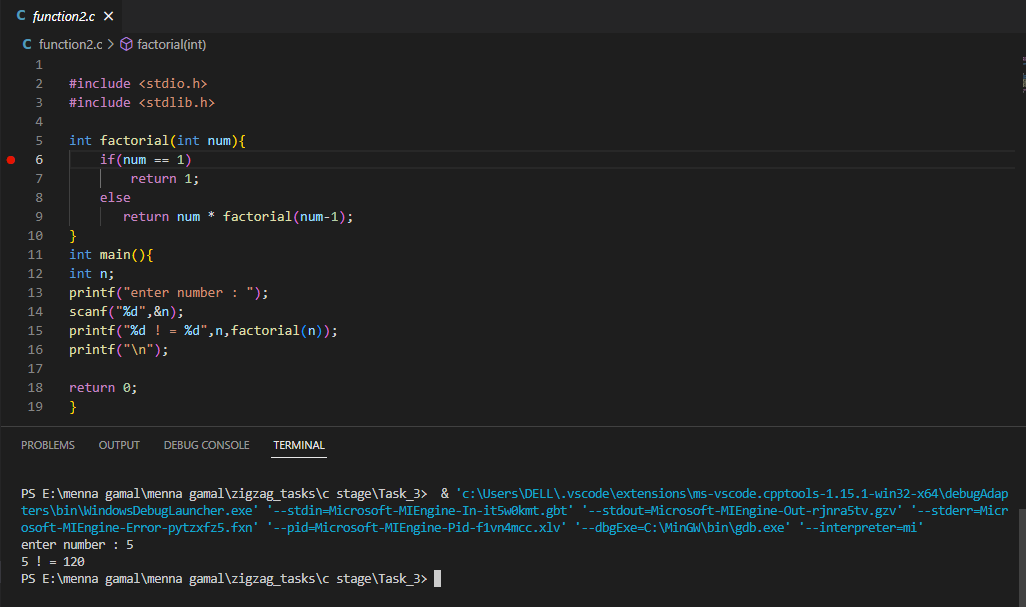 function2.c
function2.c > factorial(int)
1
2 #include <stdio.h>
3 #include <stdlib.h>
4
5 int factorial(int num){
6 if(num == 1)
7 return 1;
8 else
9 return num * factorial(num-1);
10 }
11 int main(){
12 int n;
13 printf("enter number : ");
14 scanf("%d",&n);
15 printf("%d ! = %d",n,factorial(n));
16 printf("\n");
17
18 return 0;
19 }
PROBLEMS OUTPUT DEBUG CONSOLE TERMINAL
PS E:\menna gamal\menna gamal\zigzag_tasks\c stage\Task_3>  & 'c:\Users\DELL\.vscode\extensions\ms-vscode.cpptools-1.15.1-win32-x64\debugAdap
ters\bin\WindowsDebugLauncher.exe' '--stdin=Microsoft-MIEngine-In-it5w0kmt.gbt' '--stdout=Microsoft-MIEngine-Out-rjnra5tv.gzv' '--stderr=Micr
osoft-MIEngine-Error-pytzxfz5.fxn' '--pid=Microsoft-MIEngine-Pid-f1vn4mcc.xlv' '--dbgExe=C:\MinGW\bin\gdb.exe' '--interpreter=mi'
enter number : 5
5 ! = 120
PS E:\menna gamal\menna gamal\zigzag_tasks\c stage\Task_3>